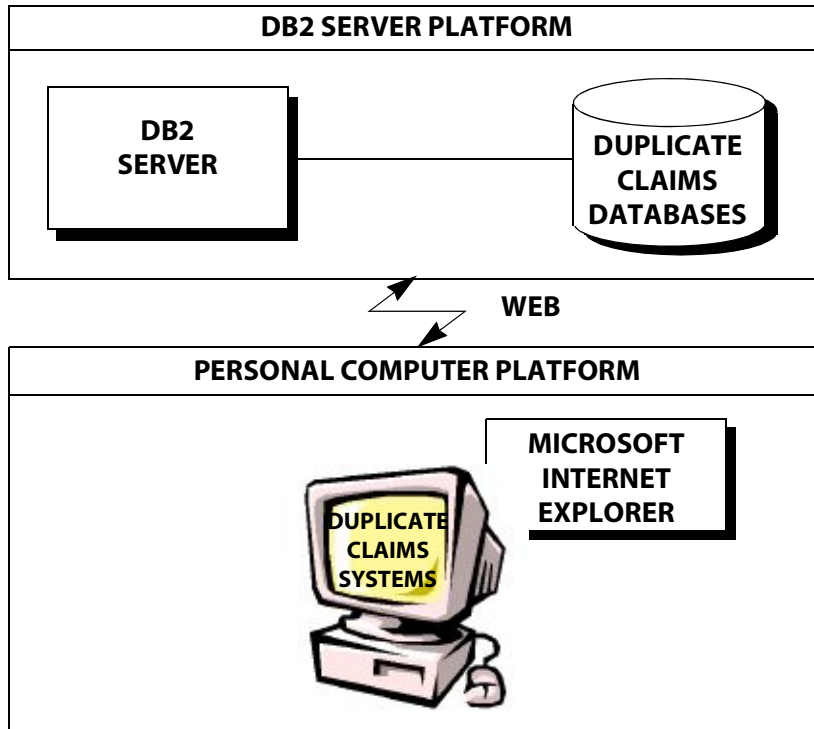 DB2 SERVER PLATFORM
DB2
SERVER
DUPLICATE
CLAIMS
DATABASES
WEB
PERSONAL COMPUTER PLATFORM
MICROSOFT
INTERNET
EXPLORER
DUPLICATE
CLAIMS
SYSTEMS